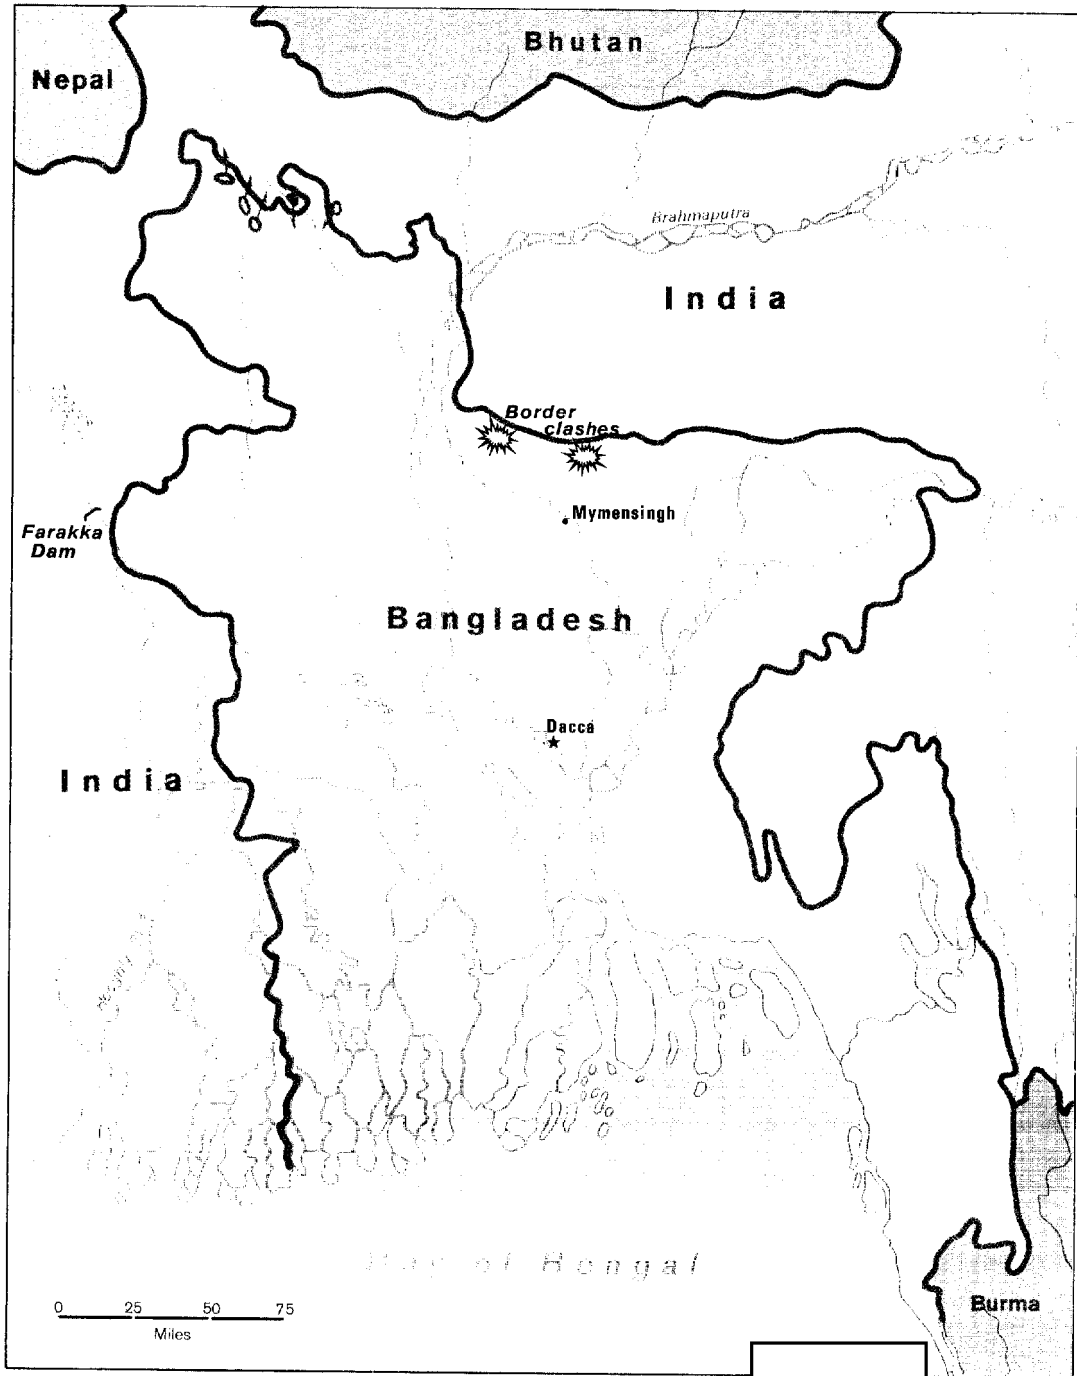 Bhutan
Nepal
Brahmaputra
India
Border
clashes
Mymensingh
Farakka
Dam
Bangladesh
Dacca
India
Bay of
0 25 50 75
Miles
Burma